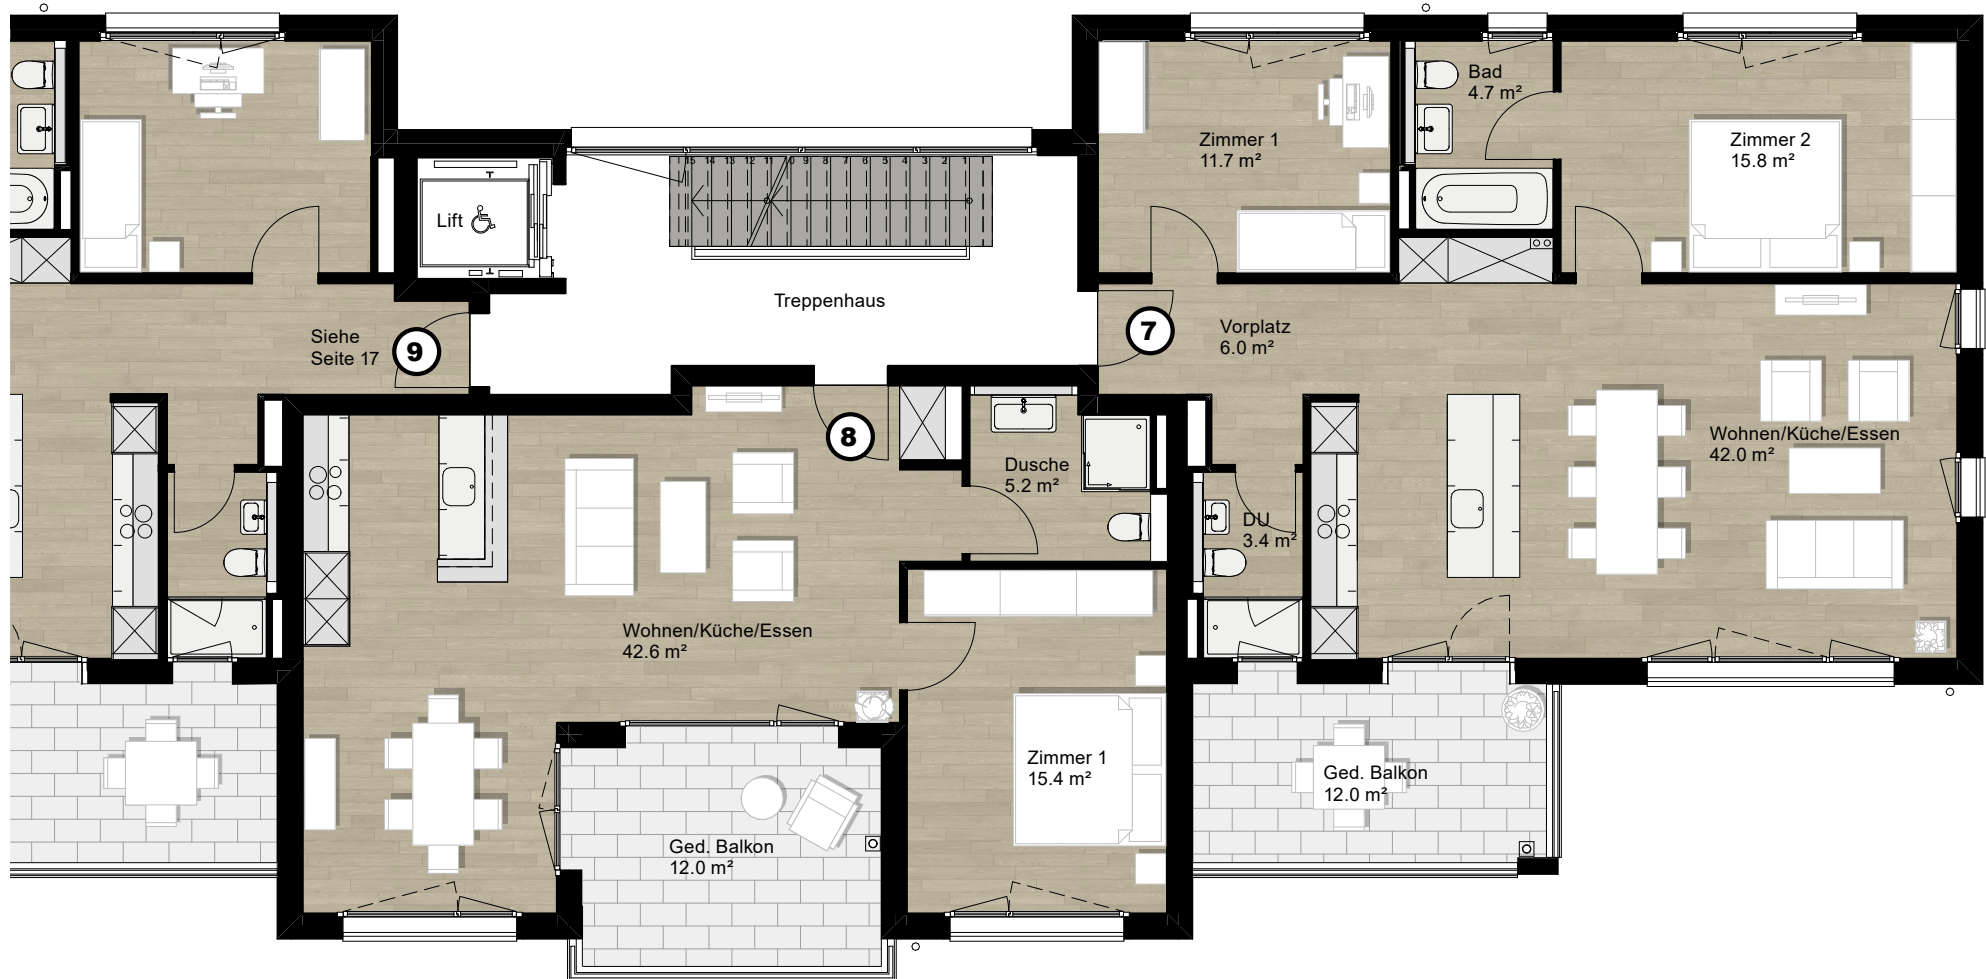 Bad
4.7 m²
Zimmer 1
11.7 m²
Zimmer 2
15.8 m²
15 14 13 12 11 10 9 8 7 6 5 4 3 2 1
Lift
Treppenhaus
Siehe
Seite 17
9
7
Vorplatz
6.0 m²
8
Wohnen/Küche/Essen
42.0 m²
Dusche
5.2 m²
DU
3.4 m²
Wohnen/Küche/Essen
42.6 m²
Zimmer 1
15.4 m²
Ged. Balkon
12.0 m²
Ged. Balkon
12.0 m²